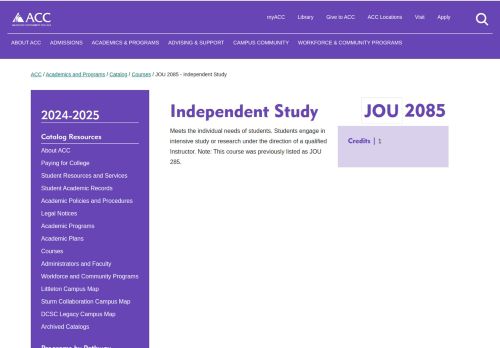 ACC
myACC Library Give to ACC ACC Locations Visit Apply
ABOUT ACC ADMISSIONS ACADEMICS & PROGRAMS ADVISING & SUPPORT CAMPUS COMMUNITY WORKFORCE & COMMUNITY PROGRAMS
ACC / Academics and Programs / Catalog / Courses / JOU 2085 - Independent Study
2024-2025
Catalog Resources
About ACC
Paying for College
Student Resources and Services
Student Academic Records
Academic Policies and Procedures
Legal Notices
Academic Programs
Academic Plans
Courses
Administrators and Faculty
Workforce and Community Programs
Littleton Campus Map
Sturm Collaboration Campus Map
DCSC Legacy Campus Map
Archived Catalogs
Programs by Pathway
Independent Study
Meets the individual needs of students. Students engage in
intensive study or research under the direction of a qualified
Instructor. Note: This course was previously listed as JOU
285.
JOU 2085
Credits | 1